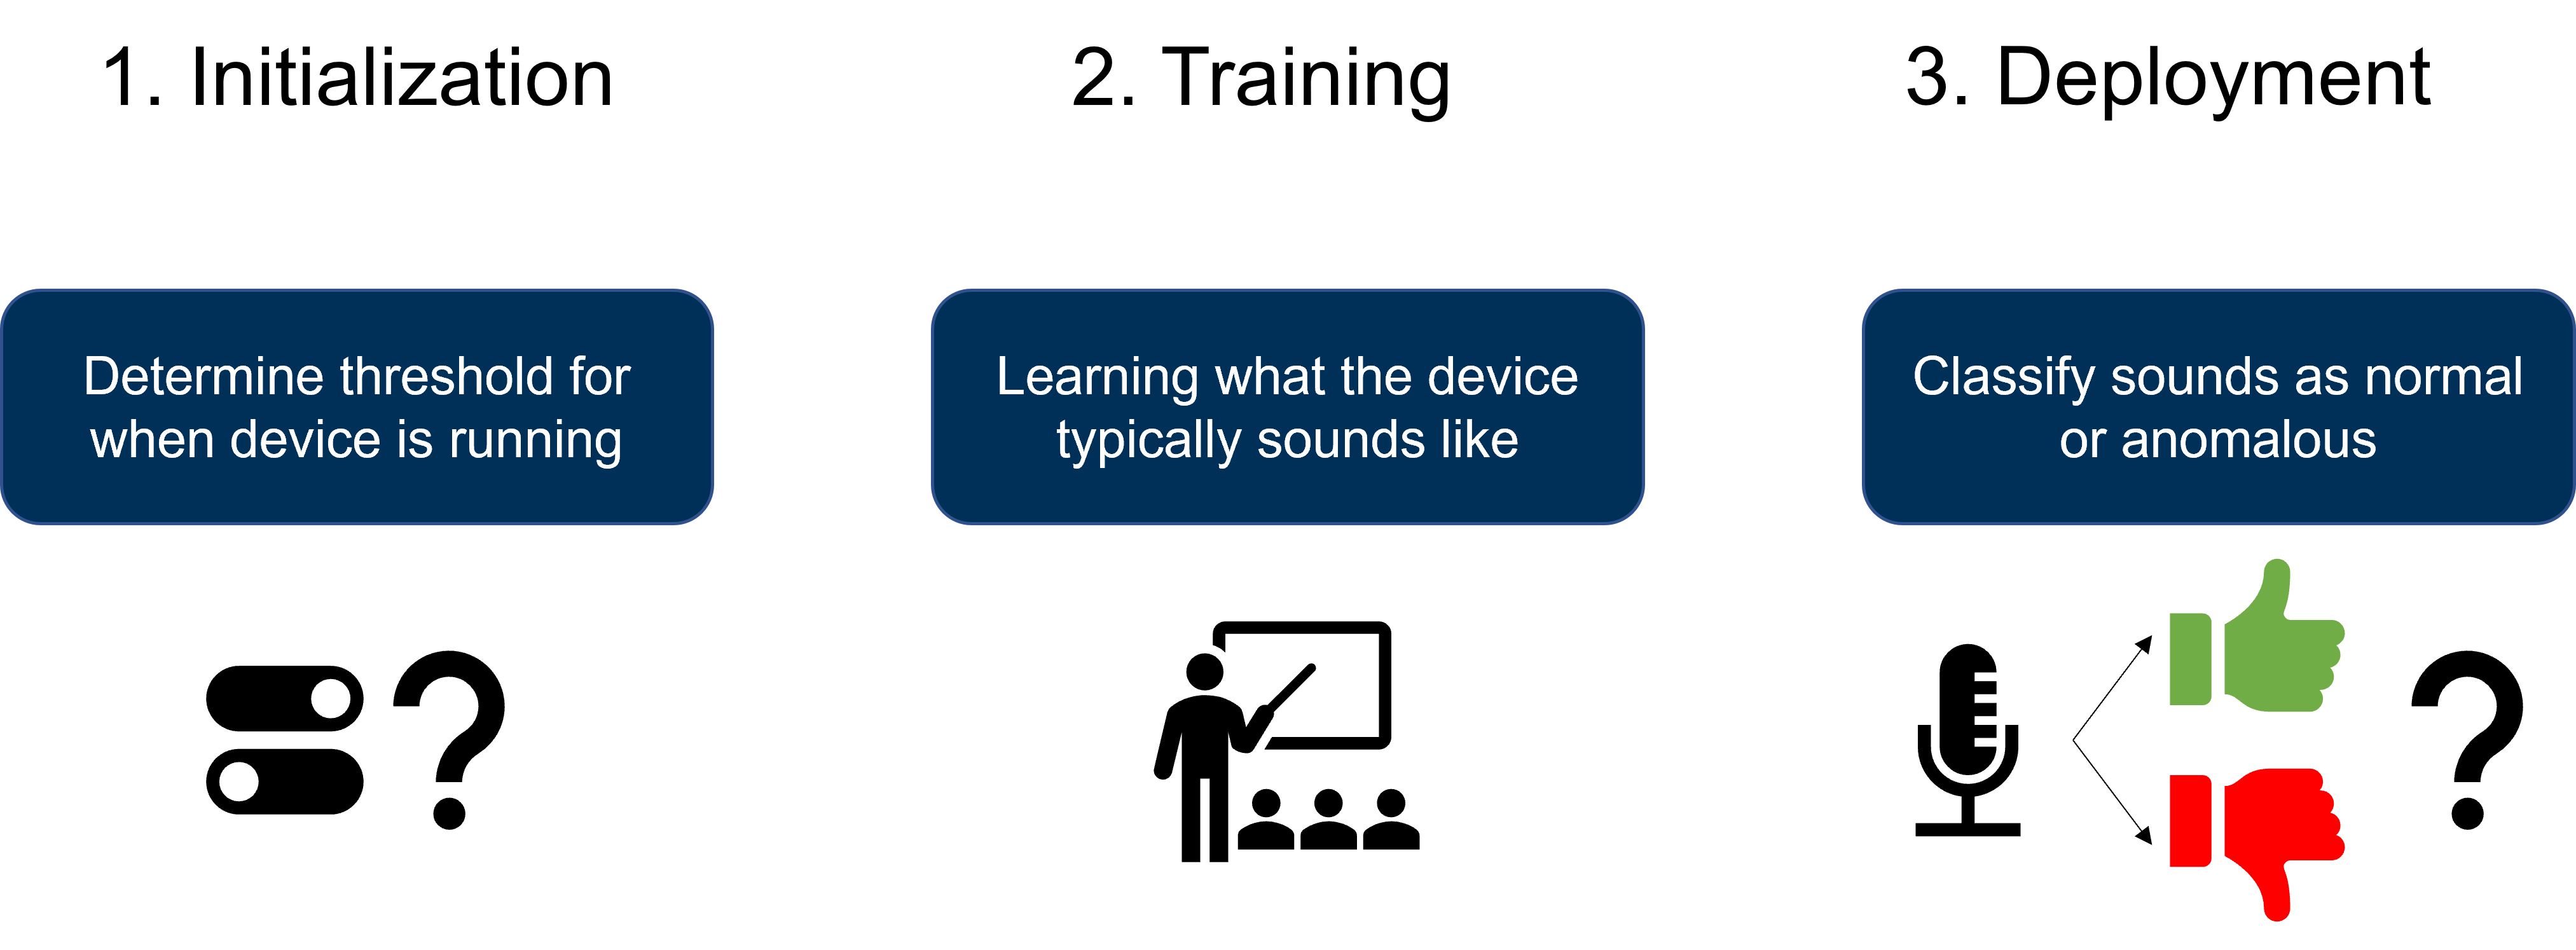 1. Initialization
2. Training
3. Deployment
Determine threshold for
when device is running
Learning what the device
typically sounds like
Classify sounds as normal
or anomalous